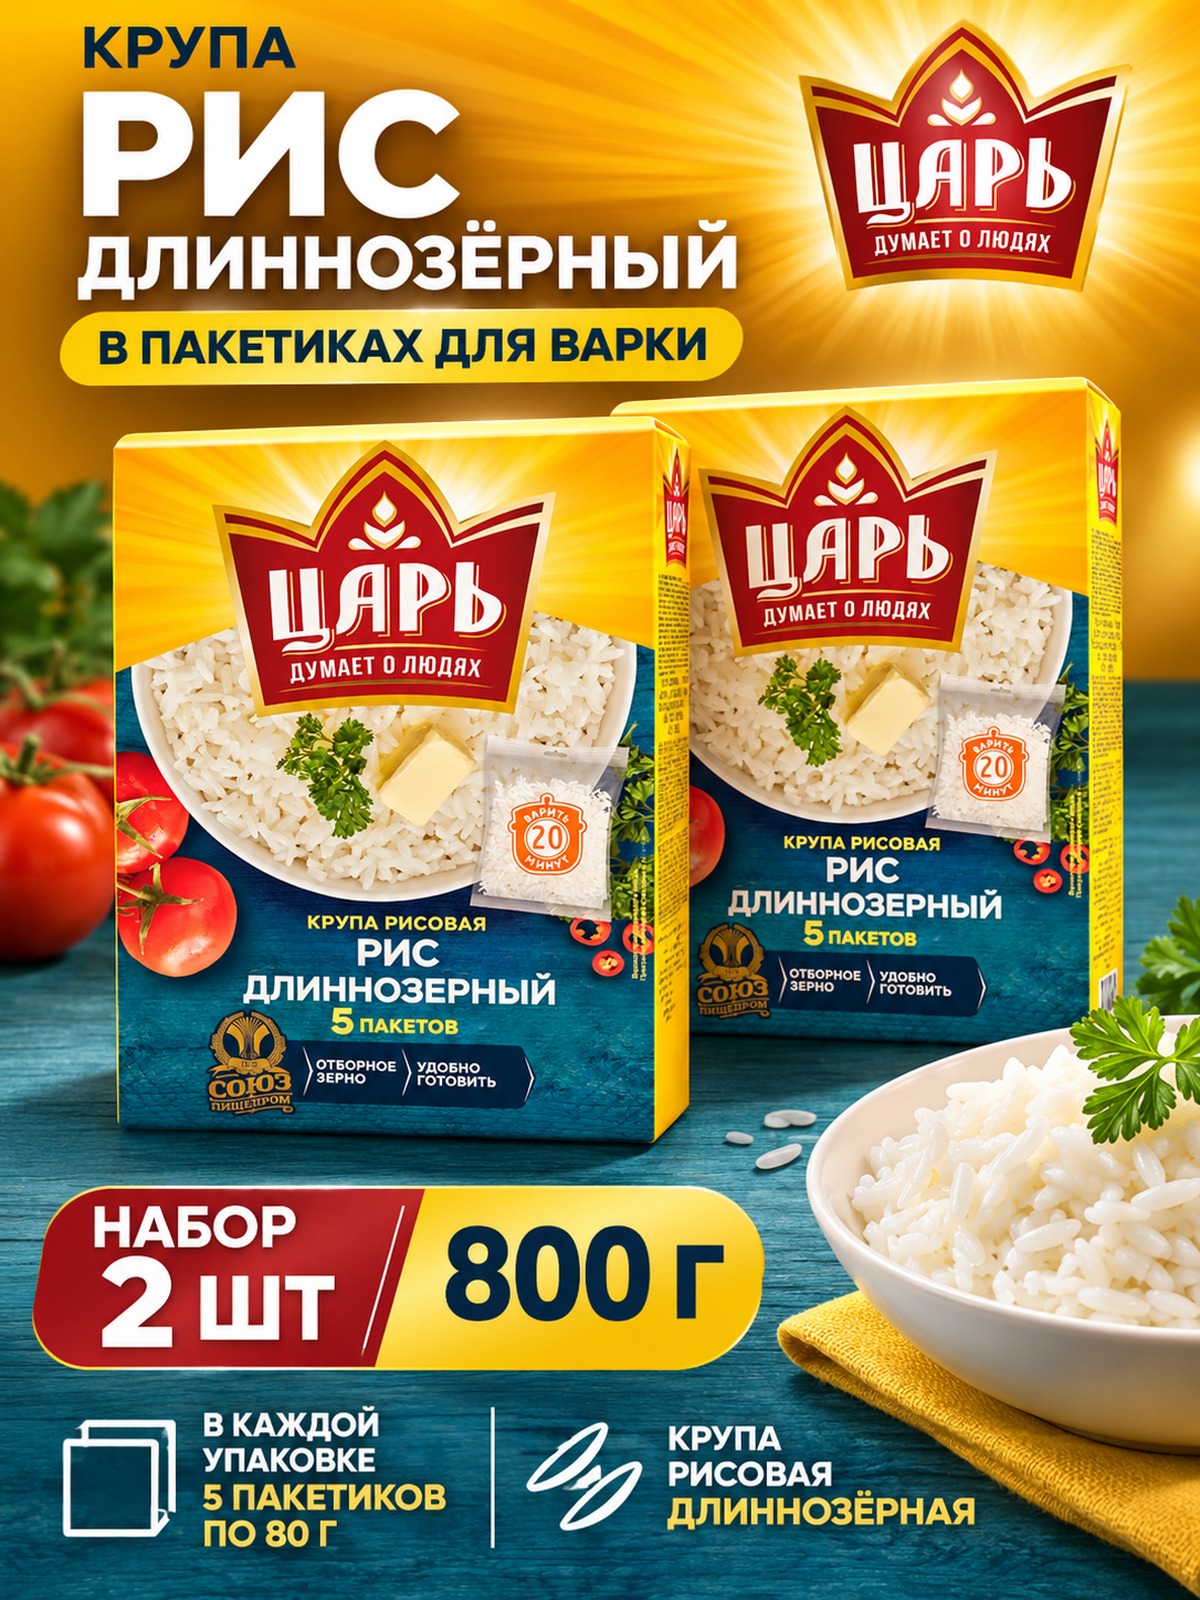 КРУПА
РИС
ДЛИННОЗЁРНЫЙ
В ПАКЕТИКАХ ДЛЯ ВАРКИ
ЦАРЬ
ДУМАЕТ О ЛЮДЯХ
ЦАРЬ
ДУМАЕТ О ЛЮДЯХ
ВАРИТЬ
20
МИНУТ
КРУПА РИСОВАЯ
РИС
ДЛИННОЗЕРНЫЙ
5 ПАКЕТОВ
СОЮЗ
ПИЩЕПРОМ
ОТБОРНОЕ
ЗЕРНО
УДОБНО
ГОТОВИТЬ
ЦАРЬ
ЦАРЬ
ДУМАЕТ О ЛЮДЯХ
ВАРИТЬ
20
МИНУТ
КРУПА РИСОВАЯ
РИС
ДЛИННОЗЕРНЫЙ
5 ПАКЕТОВ
СОЮЗ
ПИЩЕПРОМ
ОТБОРНОЕ
ЗЕРНО
УДОБНО
ГОТОВИТЬ
ЦАРЬ
НАБОР
2 ШТ
800 Г
В КАЖДОЙ
УПАКОВКЕ
5 ПАКЕТИКОВ
ПО 80 Г
КРУПА
РИСОВАЯ
ДЛИННОЗЁРНАЯ